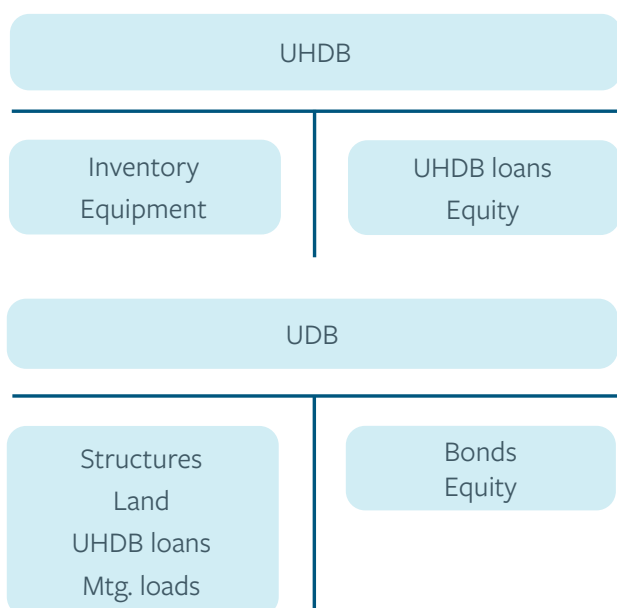 UHDB
Inventory
Equipment
UHDB loans
Equity
UDB
Structures
Land
UHDB loans
Mtg. loads
Bonds
Equity